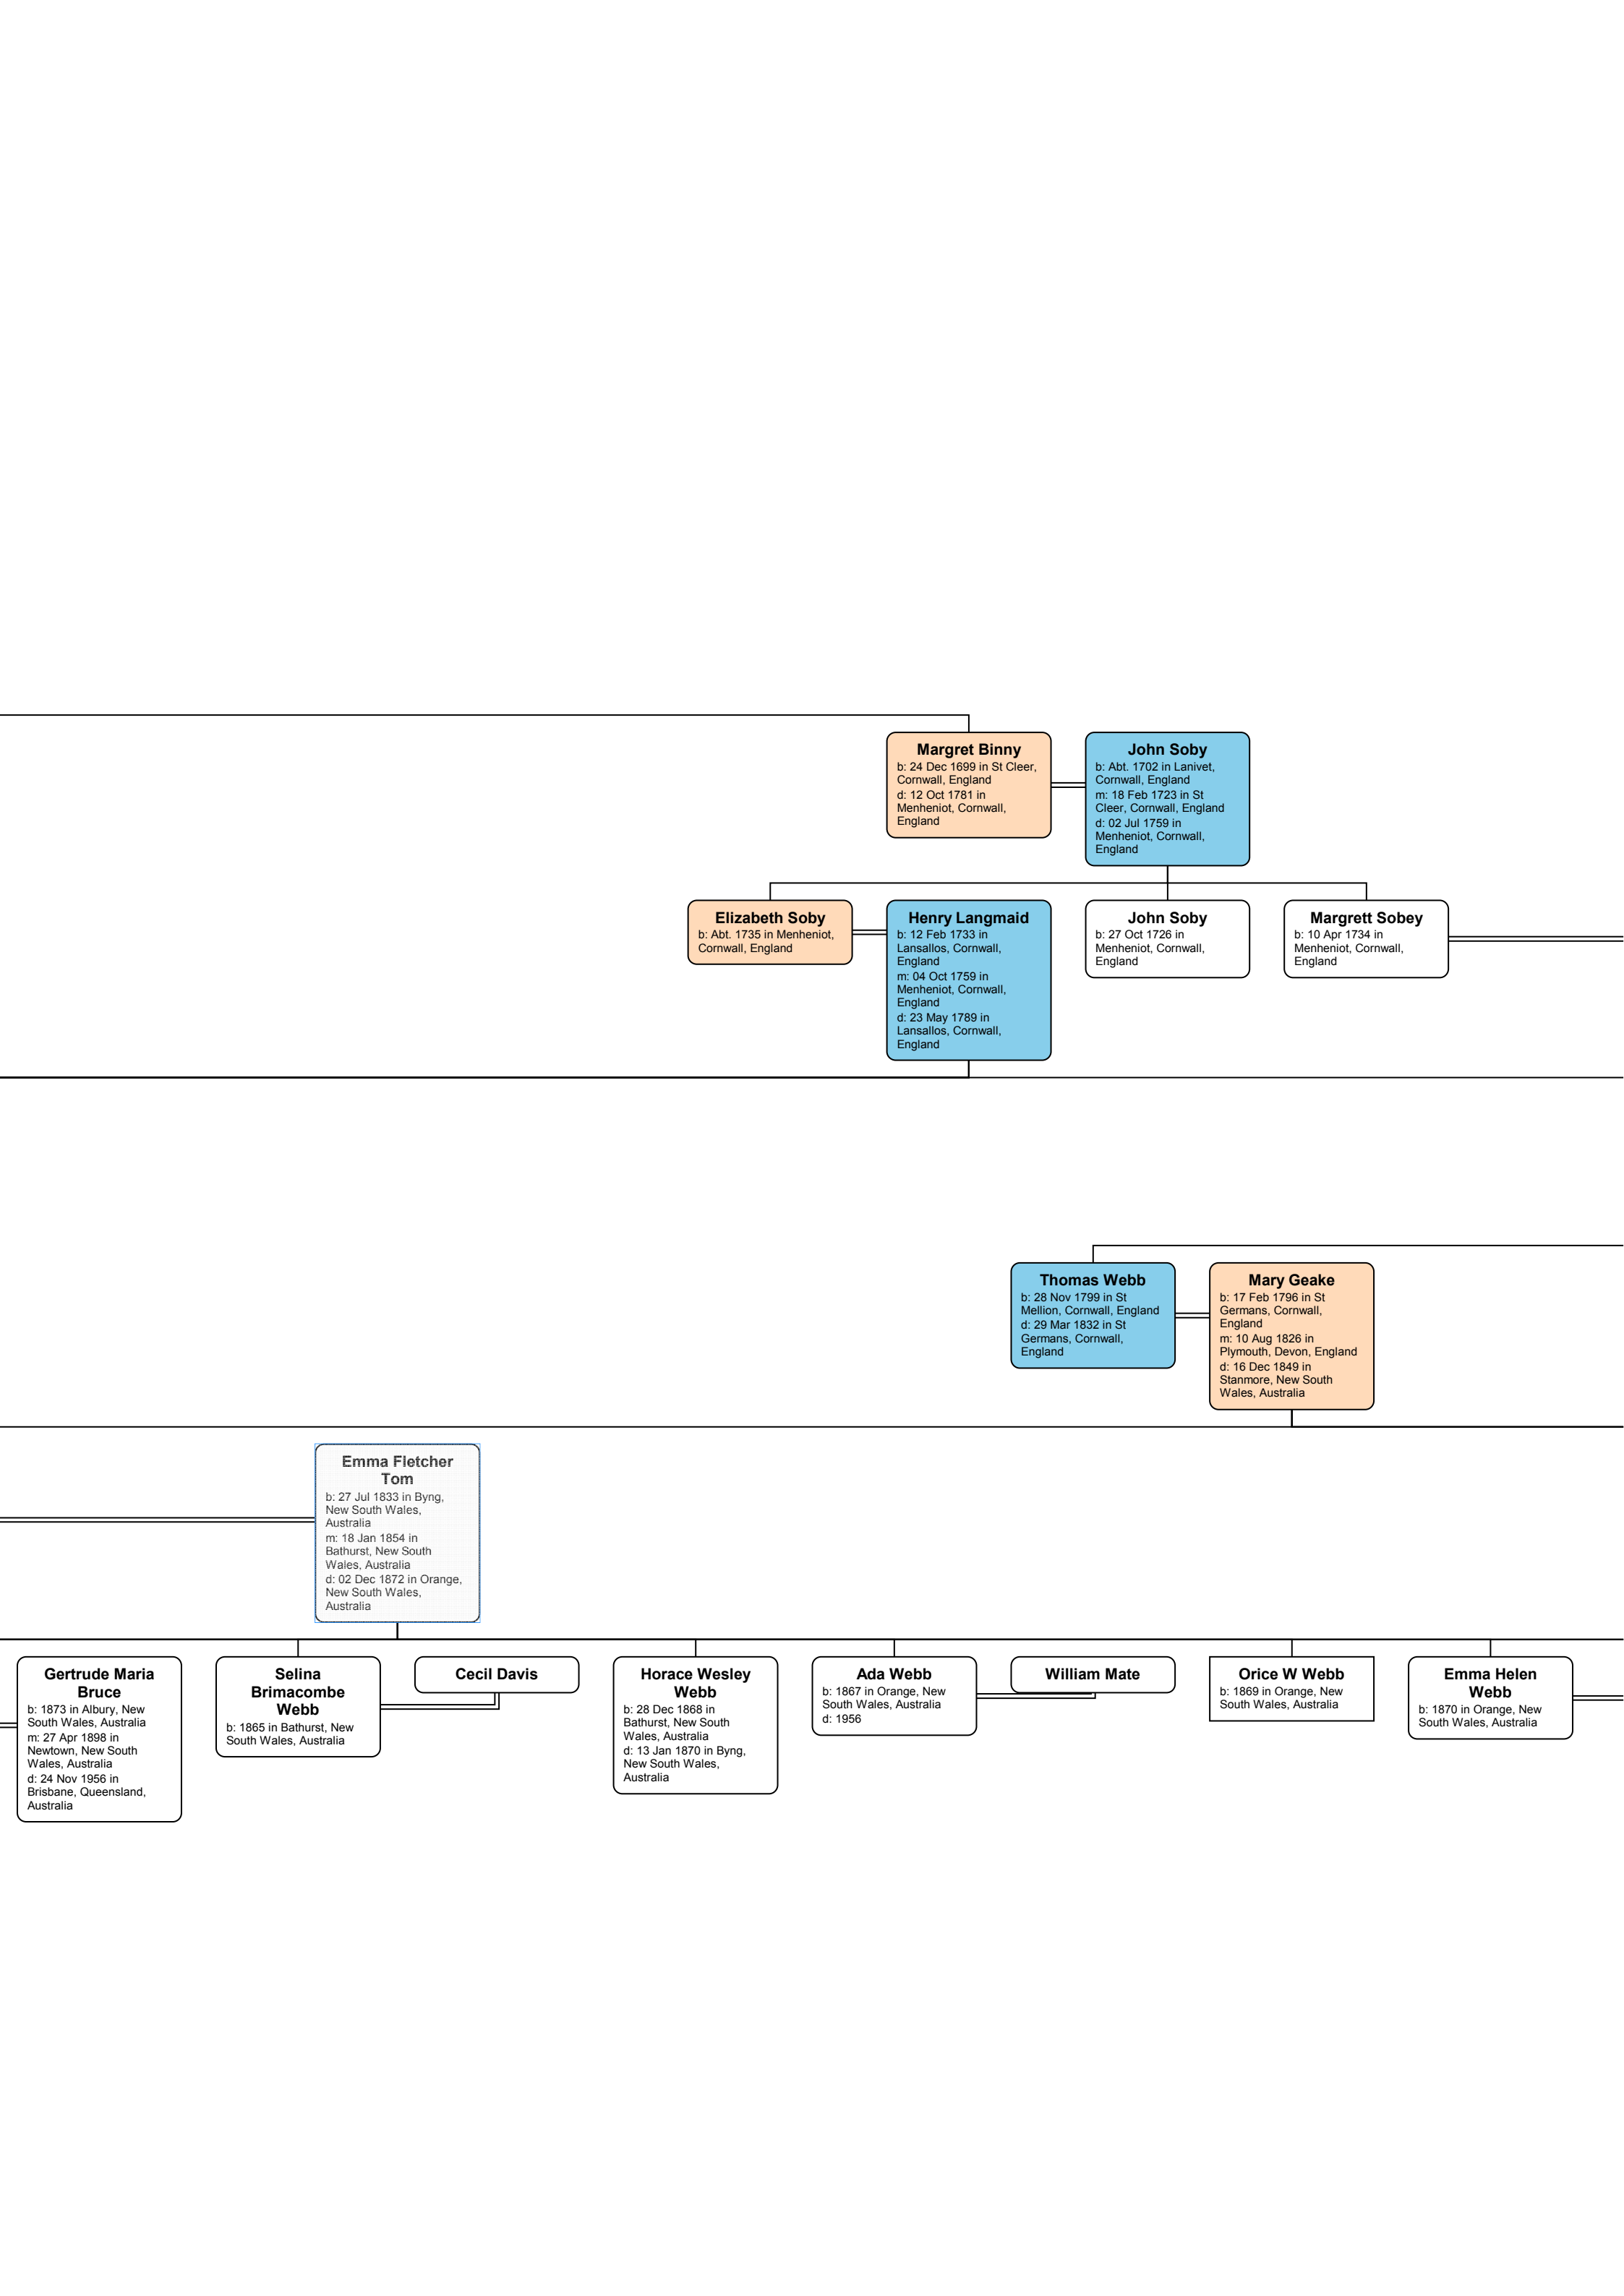 Margret Binny
b: 24 Dec 1699 in St Cleer,
Cornwall, England
d: 12 Oct 1781 in
Menheniot, Cornwall,
England
John Soby
b: Abt. 1702 in Lanivet,
Cornwall, England
m: 18 Feb 1723 in St
Cleer, Cornwall, England
d: 02 Jul 1759 in
Menheniot, Cornwall,
England
Elizabeth Soby
b: Abt. 1735 in Menheniot,
Cornwall, England
Henry Langmaid
b: 12 Feb 1733 in
Lansallos, Cornwall,
England
m: 04 Oct 1759 in
Menheniot, Cornwall,
England
d: 23 May 1789 in
Lansallos, Cornwall,
England
John Soby
b: 27 Oct 1726 in
Menheniot, Cornwall,
England
Margrett Sobey
b: 10 Apr 1734 in
Menheniot, Cornwall,
England
Thomas Webb
b: 28 Nov 1799 in St
Mellion, Cornwall, England
d: 29 Mar 1832 in St
Germans, Cornwall,
England
Mary Geake
b: 17 Feb 1796 in St
Germans, Cornwall,
England
m: 10 Aug 1826 in
Plymouth, Devon, England
d: 16 Dec 1849 in
Stanmore, New South
Wales, Australia
Emma Fletcher
Tom
b: 27 Jul 1833 in Byng,
New South Wales,
Australia
m: 18 Jan 1854 in
Bathurst, New South
Wales, Australia
d: 02 Dec 1872 in Orange,
New South Wales,
Australia
Gertrude Maria
Bruce
b: 1873 in Albury, New
South Wales, Australia
m: 27 Apr 1898 in
Newtown, New South
Wales, Australia
d: 24 Nov 1956 in
Brisbane, Queensland,
Australia
Selina
Brimacombe
Webb
b: 1865 in Bathurst, New
South Wales, Australia
Cecil Davis
Horace Wesley
Webb
b: 28 Dec 1868 in
Bathurst, New South
Wales, Australia
d: 13 Jan 1870 in Byng,
New South Wales,
Australia
Ada Webb
b: 1867 in Orange, New
South Wales, Australia
d: 1956
William Mate
Orice W Webb
b: 1869 in Orange, New
South Wales, Australia
Emma Helen
Webb
b: 1870 in Orange, New
South Wales, Australia